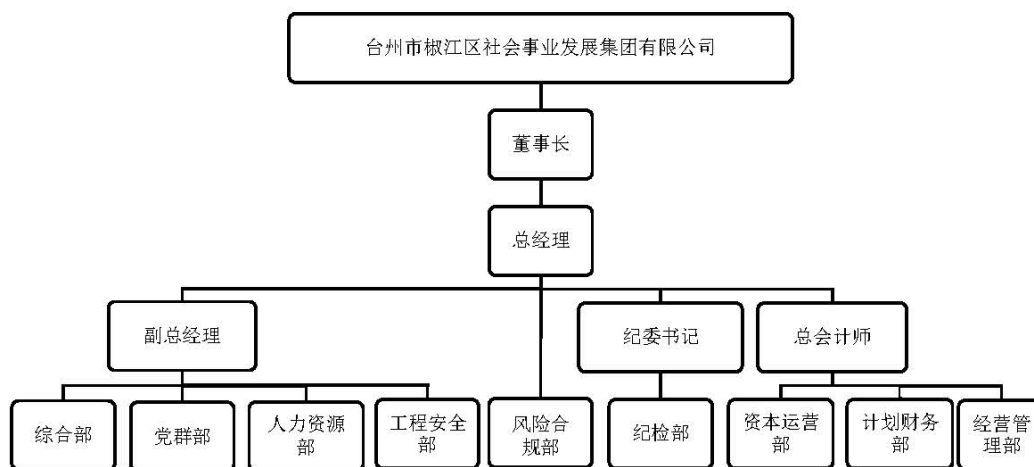 台州市椒江区社会事业发展集团有限公司
董事长
总经理
副总经理
纪委书记
总会计师
综合部
党群部
人力资源
部
工程安全
部
风险合
规部
纪检部
资本运营
部
计划财务
部
经营管
理部